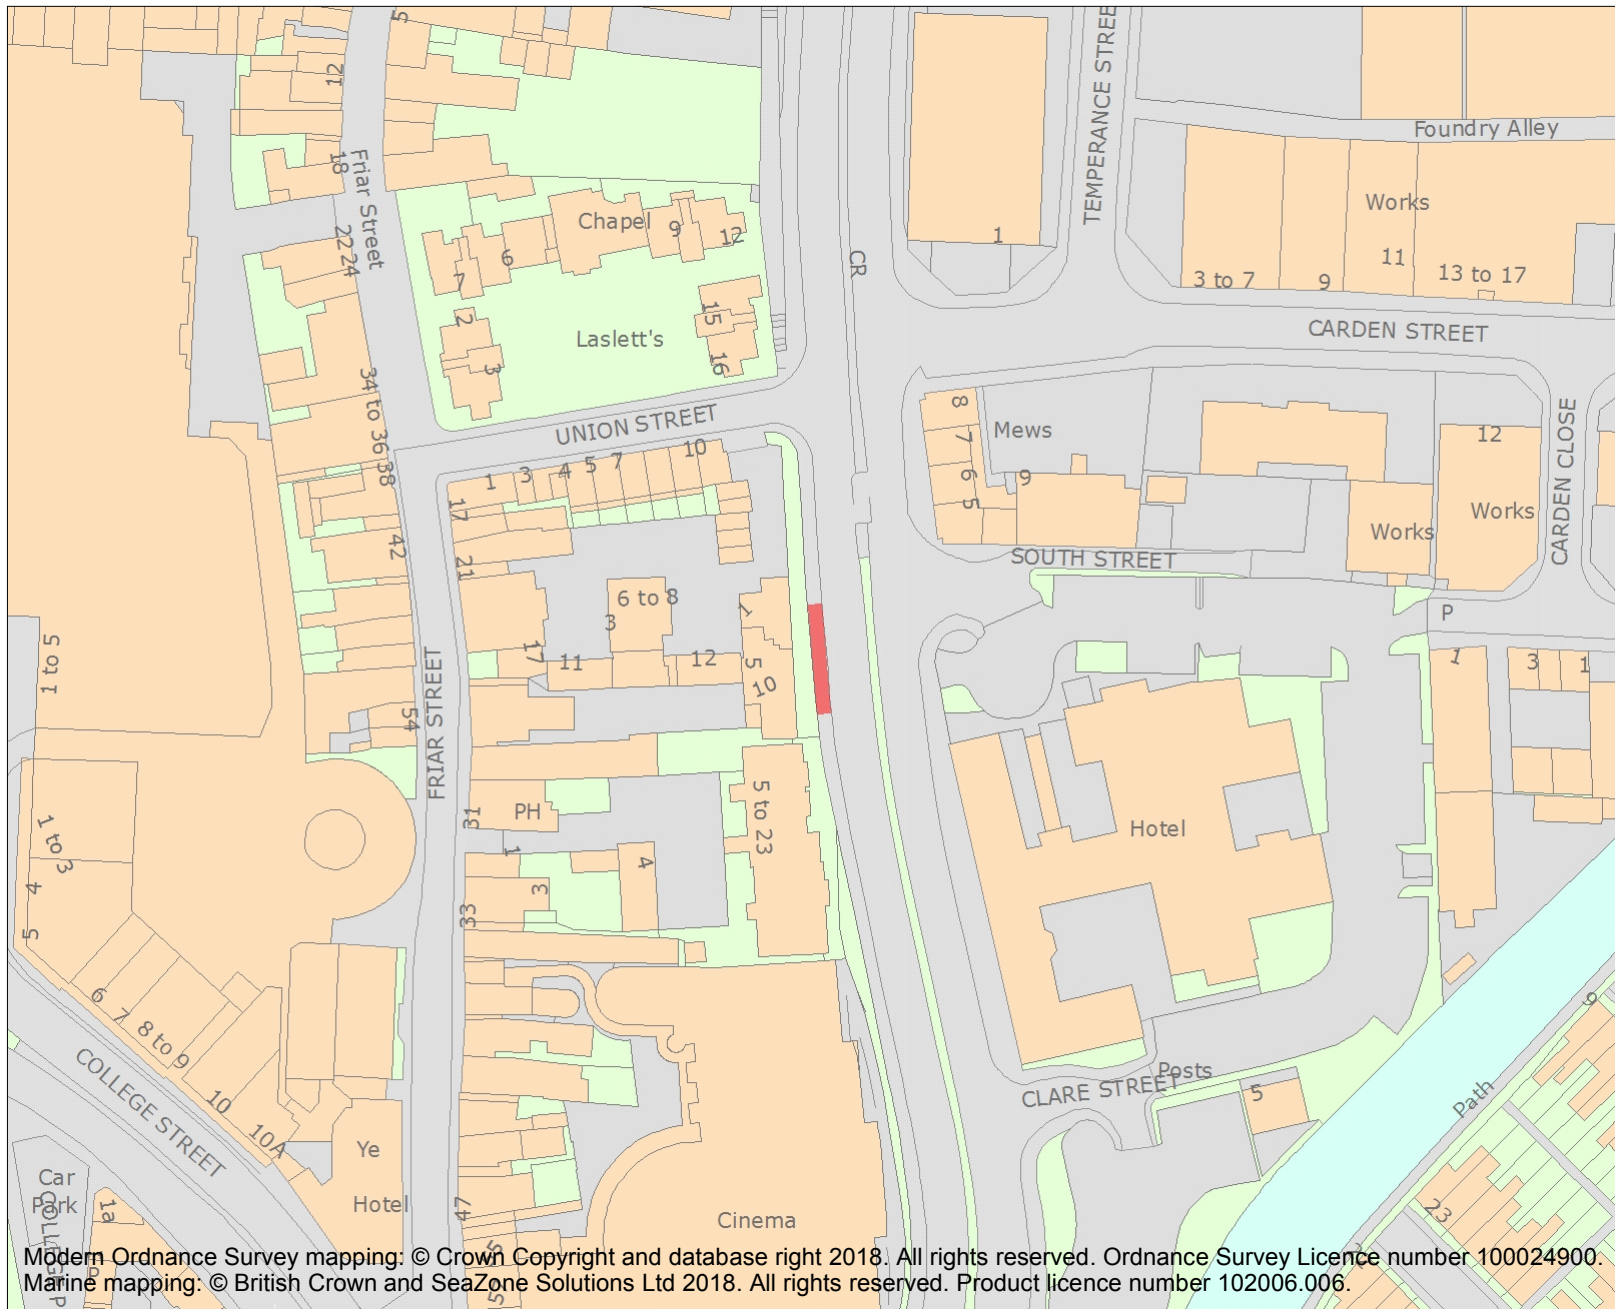 5
12
18
Friar Street
22
24
Chapel
9
12
6
7
2
3
15
16
Laslett's
CR
1
TEMPERANCE STREE
Foundry Alley
Works
11
3 to 7
9
13 to 17
CARDEN STREET
34 to 36
38
UNION STREET
1
3
4
5
7
10
17
21
42
8
7
6
5
Mews
9
12
Works
Works
CARDEN CLOSE
SOUTH STREET
P
1 to 5
6 to 8
3
1
17
11
12
5
10
54
FRIAR STREET
1
3
1
31
PH
1
3
4
33
5 to 23
Hotel
1 to 3
4
5
6
7
8 to 9
10
10A
COLLEGE STREET
Ye
Hotel
Car
Park
1a
47
Cinema
CLARE STREET
Posts
5
Path
9
23
Modern Ordnance Survey mapping: © Crown Copyright and database right 2018. All rights reserved. Ordnance Survey Licence number 100024900.
Marine mapping: © British Crown and SeaZone Solutions Ltd 2018. All rights reserved. Product licence number 102006.006.